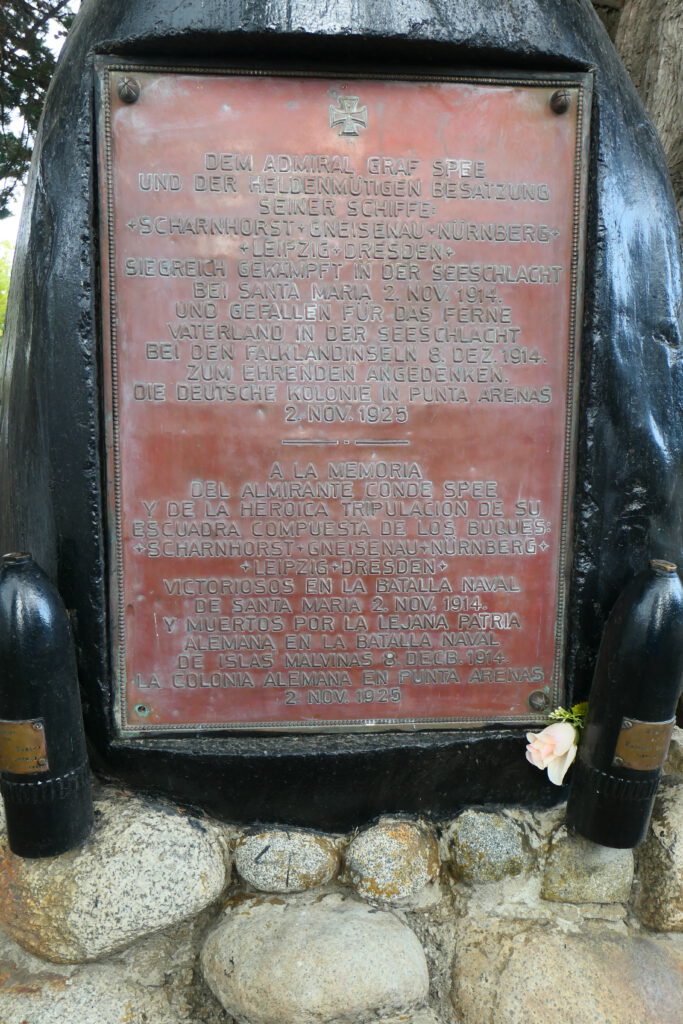 DEM ADMIRAL GRAF SPEE
UND DER HELDENMÜTIGEN BESATZUNG
SEINER SCHIFFE:
+SCHARNHORST+GNEISENAU+NÜRNBERG+
+LEIPZIG+DRESDEN+
SIEGREICH GEKÄMPFT IN DER SEESCHLACHT
BEI SANTA MARIA 2. NOV. 1914.
UND GEFALLEN FÜR DAS FERNE
VATERLAND IN DER SEESCHLACHT
BEI DEN FALKLANDINSELN 8. DEZ. 1914.
ZUM EHRENDEN ANGEDENKEN.
DIE DEUTSCHE KOLONIE IN PUNTA ARENAS
2. NOV. 1925
A LA MEMORIA
DEL ALMIRANTE CONDE SPEE
Y DE LA HEROICA TRIPULACION DE SU
ESCUADRA COMPUESTA DE LOS BUQUES:
+SCHARNHORST+GNEISENAU+NÜRNBERG+
+LEIPZIG+DRESDEN+
VICTORIOSOS EN LA BATALLA NAVAL
DE SANTA MARIA 2. NOV. 1914.
Y MUERTOS POR LA LEJANA PATRIA
ALEMANA EN LA BATALLA NAVAL
DE ISLAS MALVINAS 8. DECB. 1914.
LA COLONIA ALEMANA EN PUNTA ARENAS
2. NOV. 1925